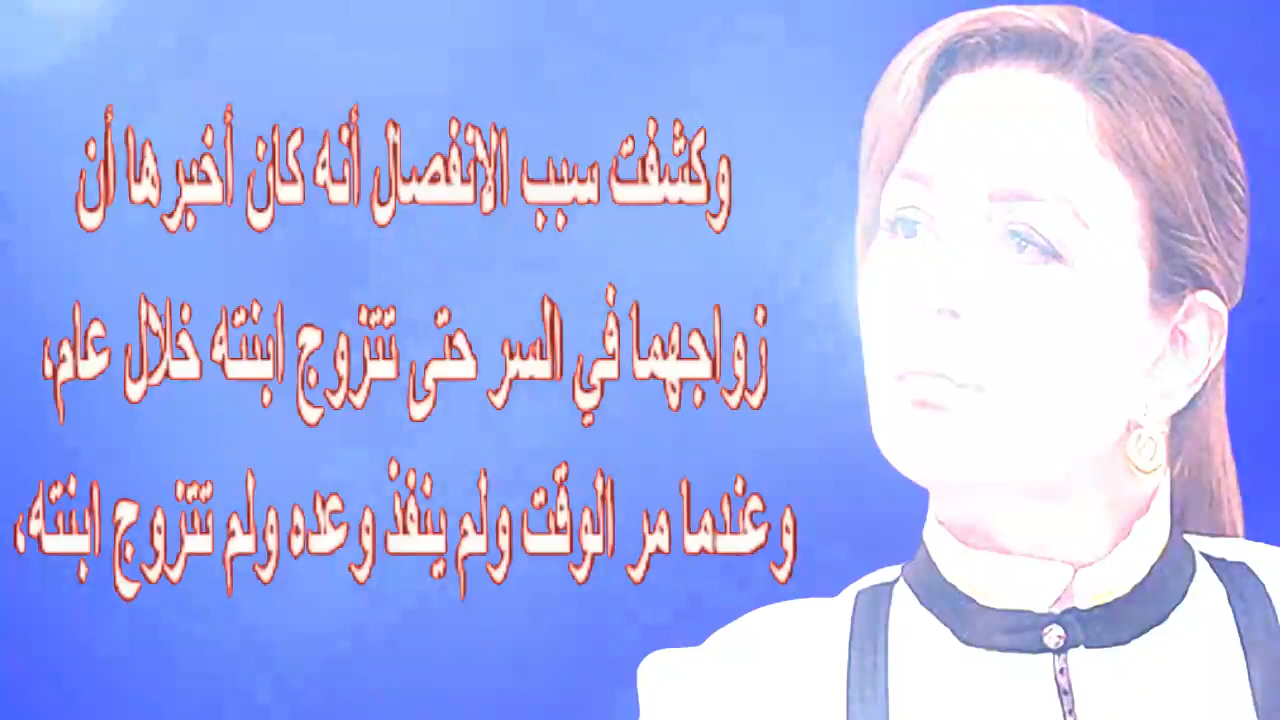 وكشفت سبب الانفصال أنه كان أخبرها أن
زواجهما في السر حتى تتزوج ابنته خلال عام،
وعندما مر الوقت ولم ينفذ وعده ولم تتزوج ابنته،